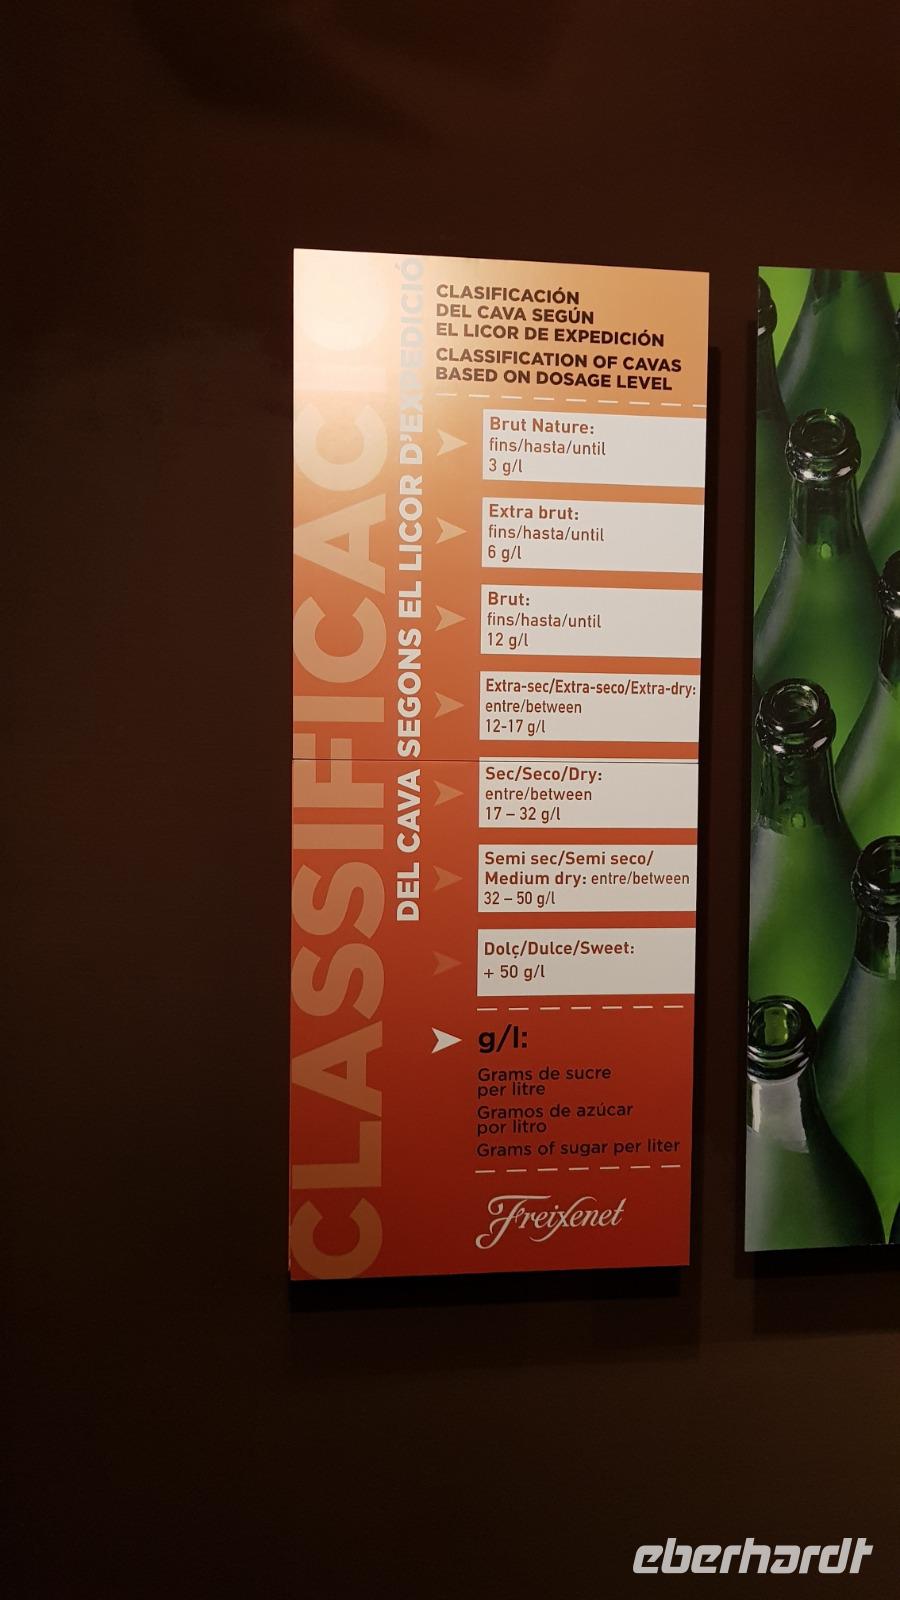 CLASSIFICACIÓ
DEL CAVA SEGONS EL LICOR D'EXPEDICIÓ
CLASIFICACIÓN
DEL CAVA SEGÚN
EL LICOR DE EXPEDICIÓN
CLASSIFICATION OF CAVAS
BASED ON DOSAGE LEVEL
Brut Nature:
fins/hasta/until
3 g/l
Extra brut:
fins/hasta/until
6 g/l
Brut:
fins/hasta/until
12 g/l
Extra-sec/Extra-seco/Extra-dry:
entre/between
12-17 g/l
Sec/Seco/Dry:
entre/between
17 – 32 g/l
Semi sec/Semi seco/
Medium dry: entre/between
32 – 50 g/l
Dolç/Dulce/Sweet:
+ 50 g/l
g/l:
Grams de sucre
per litre
Gramos de azúcar
por litro
Grams of sugar per liter
Freixenet
eberhardt